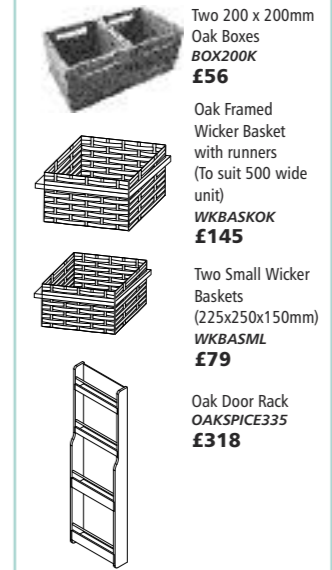 Two 200 x 200mm
Oak Boxes
BOX200K
£56
Oak Framed
Wicker Basket
with runners
(To suit 500 wide
unit)
WKBASKOK
£145
Two Small Wicker
Baskets
(225x250x150mm)
WKBASML
£79
Oak Door Rack
OAKSPICE335
£318